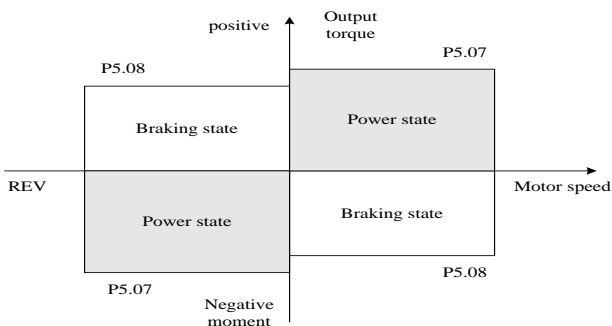 positive
Output
torque
P5.07
P5.08
Braking state
Power state
REV
Motor speed
Power state
Braking state
P5.07
P5.08
Negative
moment